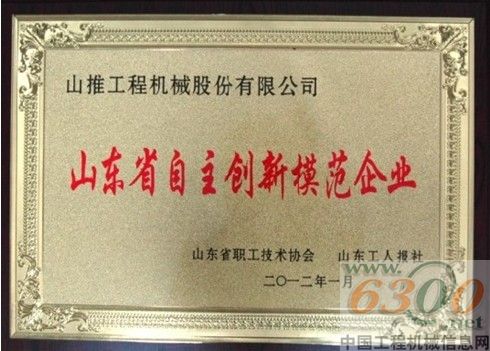 山推工程机械股份有限公司
山东省自主创新模范企业
山东省职工技术协会 山东工人报社
二〇一二年一月
www.
6300
.net
中国工程机械信息网